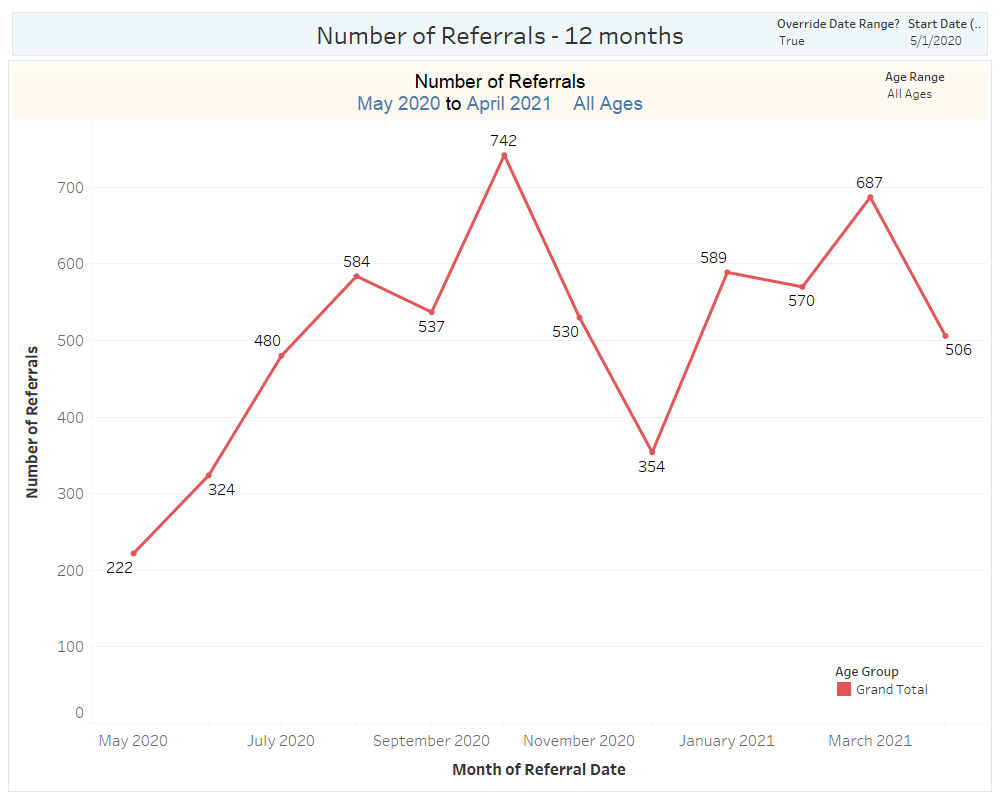 Number of Referrals - 12 months
Override Date Range? Start Date (..
True 5/1/2020
Number of Referrals
May 2020 to April 2021 All Ages
Age Range
All Ages
742
687
700
584
589
600
570
537
530
480
506
500
400
354
324
300
222
200
100
0
Number of Referrals
Age Group
Grand Total
May 2020 July 2020 September 2020 November 2020 January 2021 March 2021
Month of Referral Date